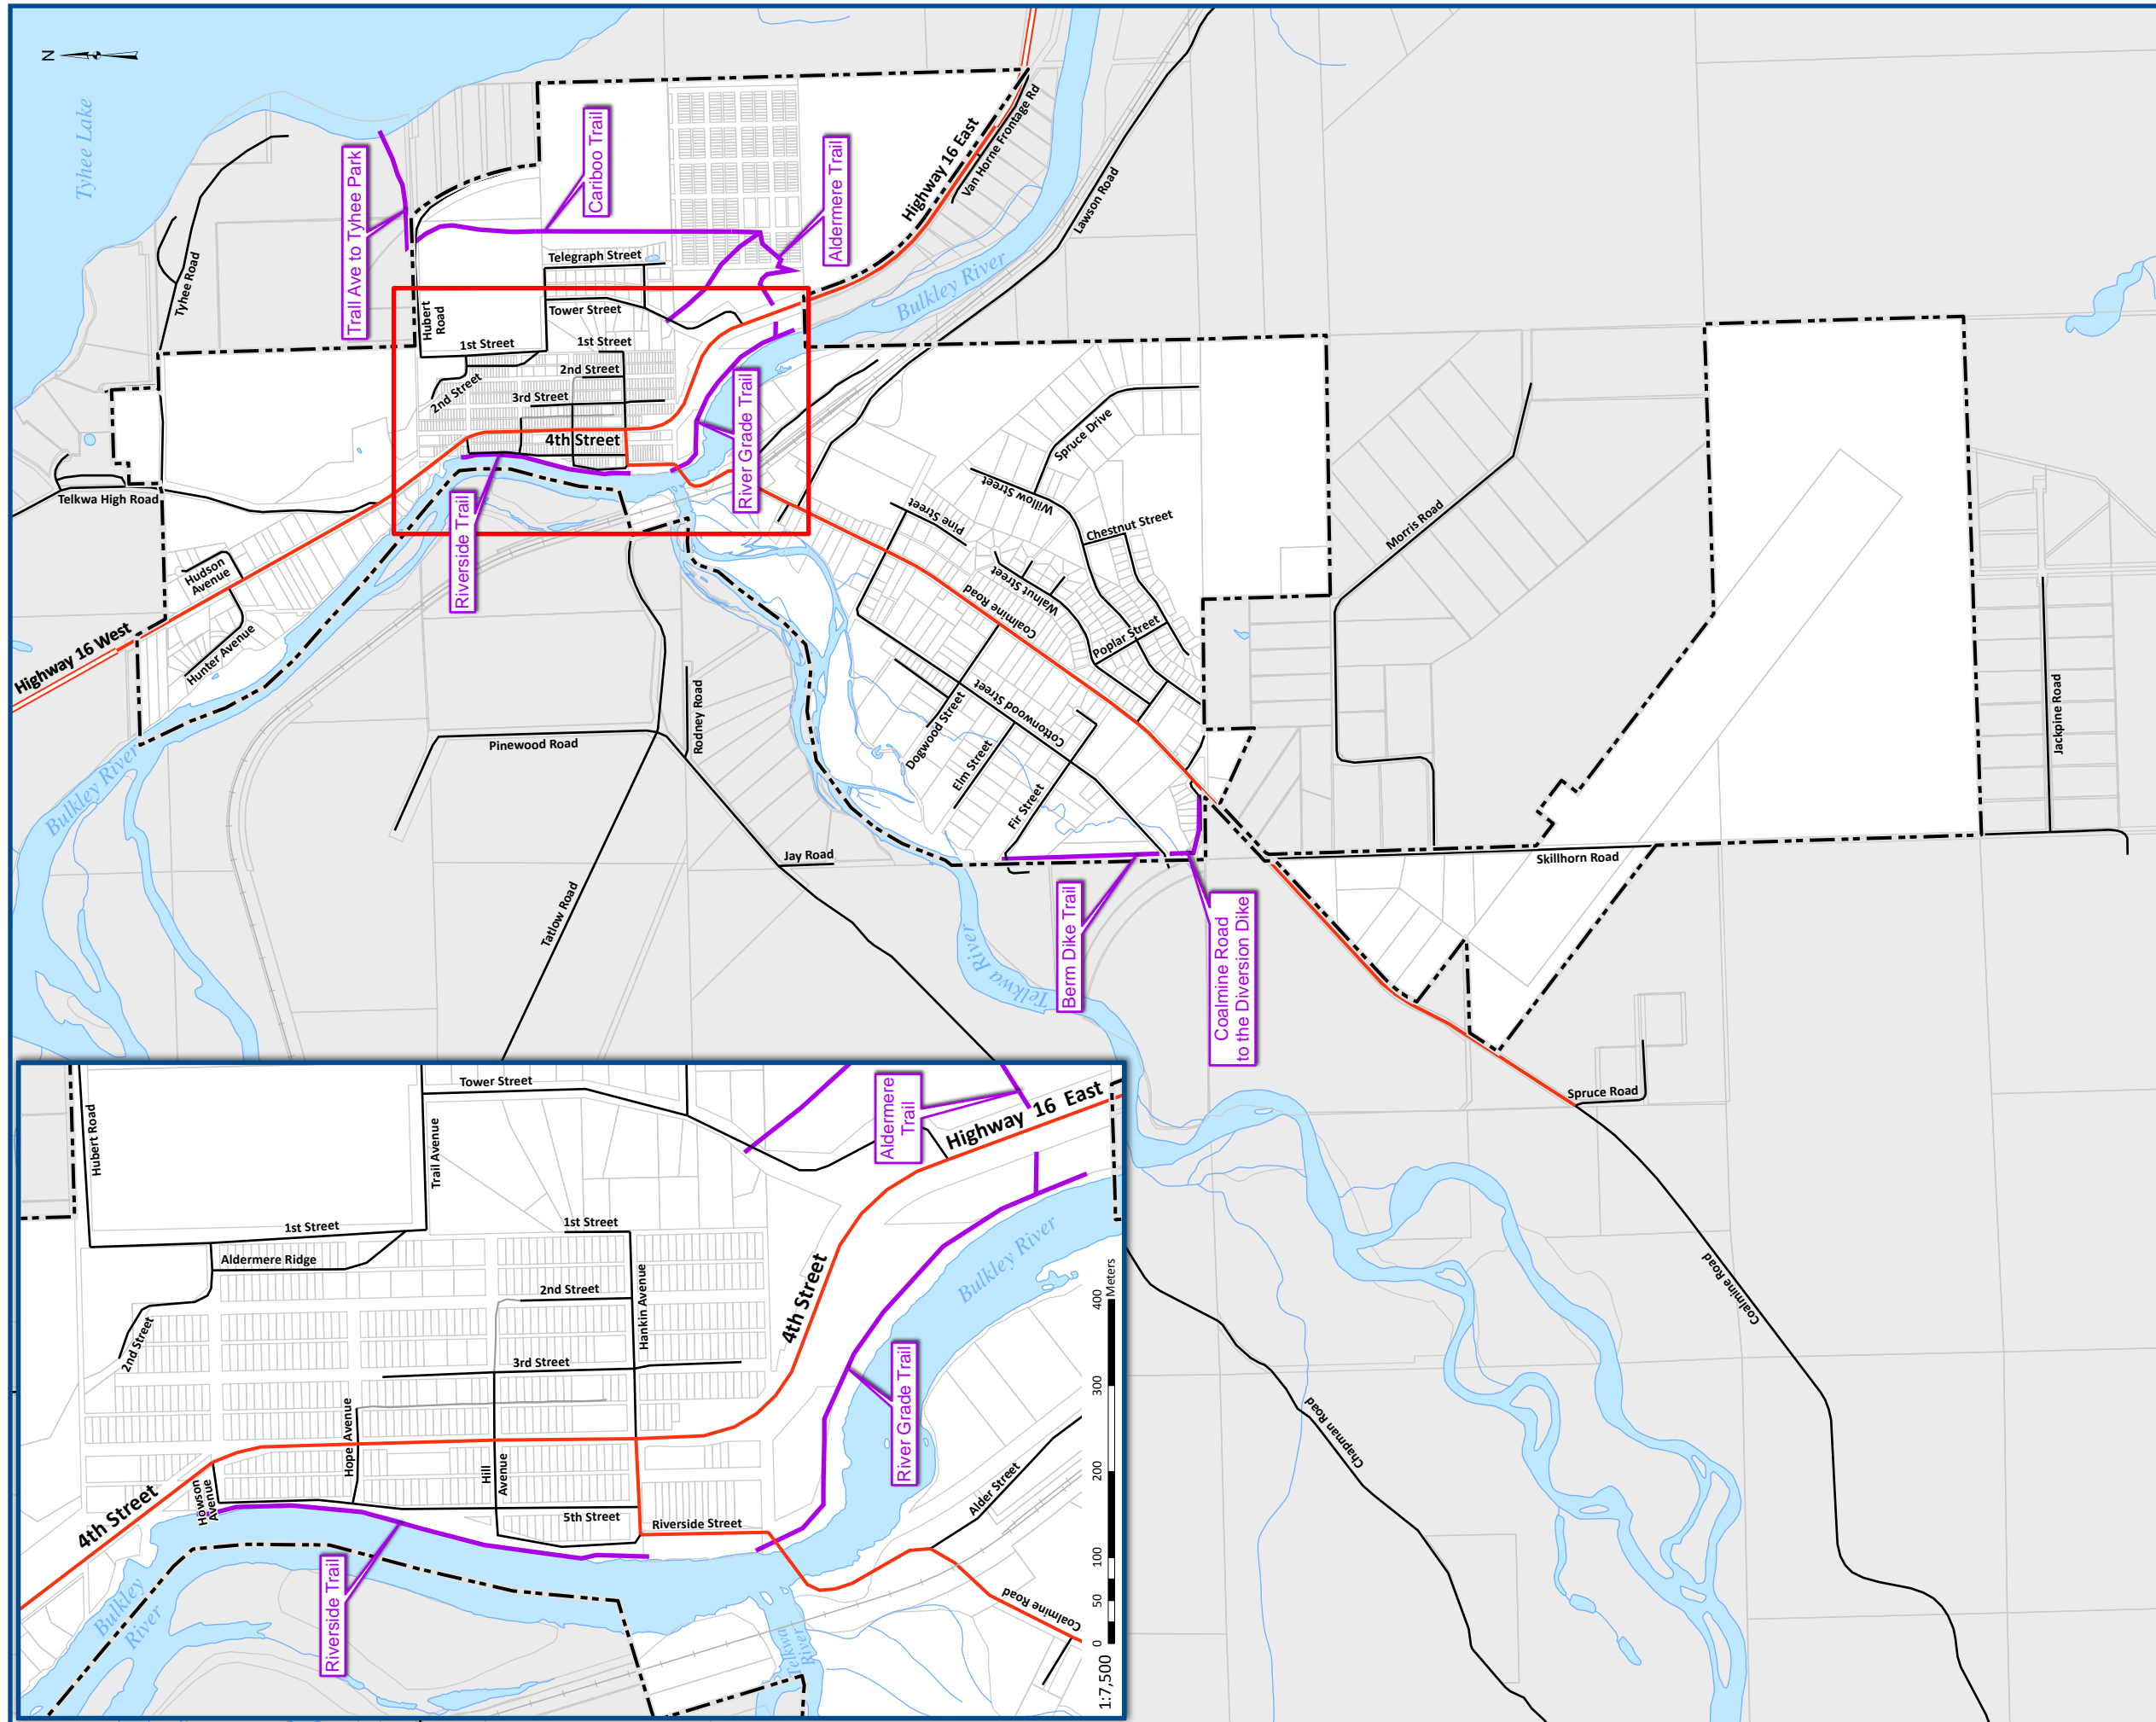 N
Tyhee Lake
Tyhee Road
Trail Ave to Tyhee Park
Cariboo Trail
Aldermere Trail
Highway 16 East
Van Horne Frontage Rd
Lawson Road
Bulkley River
Telegraph Street
Hubert
Road
Tower Street
1st Street
1st Street
2nd Street
2nd Street
3rd Street
4th Street
River Grade Trail
Riverside Trail
Telkwa High Road
Hudson
Avenue
Hunter Avenue
Highway 16 West
Bulkley River
Pinewood Road
Rodney Road
Tatlow Road
Jay Road
Spruce Drive
Willow Street
Pine Street
Chestnut Street
Walnut Street
Coalmine Road
Poplar Street
Cottonwood Street
Dogwood Street
Elm Street
Fir Street
Morris Road
Jackpine Road
Skillhorn Road
Telkwa River
Berm Dike Trail
Coalmine Road
to the Diversion Dike
Spruce Road
Coalmine Road
Chapman Road
Tower Street
Hubert Road
Trail Avenue
Aldermere
Trail
Highway 16 East
1st Street
1st Street
Aldermere Ridge
2nd Street
2nd Street
Hankin Avenue
4th Street
3rd Street
Bulkley River
River Grade Trail
Hope Avenue
Hill
Avenue
Howson
Avenue
4th Street
5th Street
Riverside Street
Alder Street
Riverside Trail
Bulkley
River
Telkwa
River
Coalmine Road
1:7,500
0 50 100 200 300 400
Meters